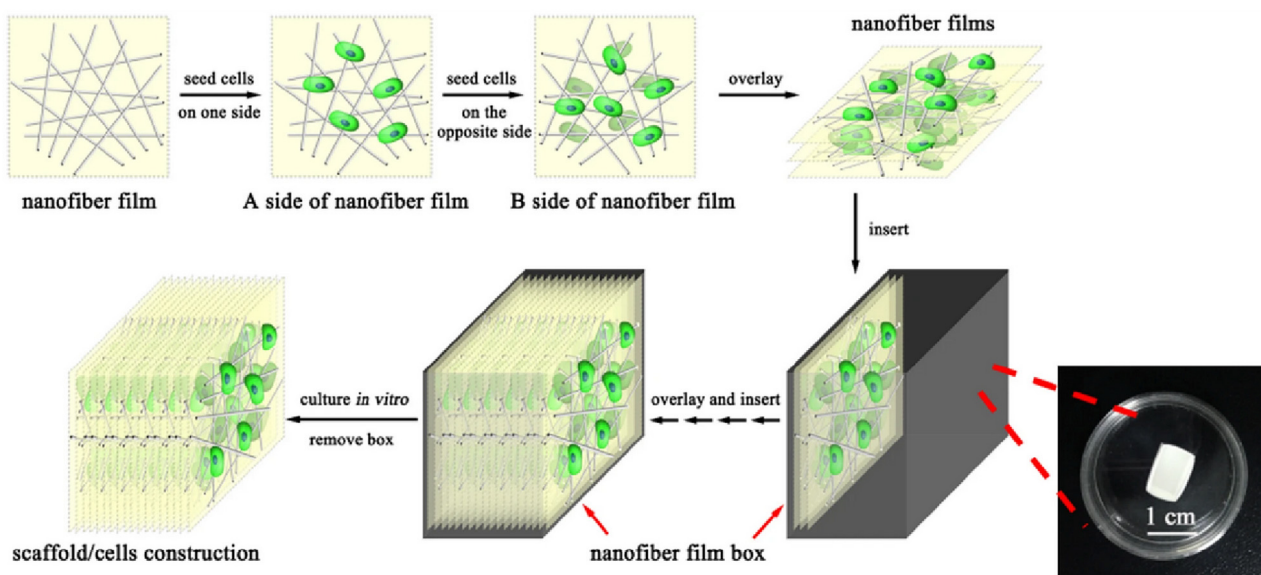 nanofiber films
seed cells
on one side
seed cells
on the
opposite side
overlay
nanofiber film
A side of nanofiber film
B side of nanofiber film
insert
culture in vitro
remove box
overlay and insert
1 cm
scaffold/cells construction
nanofiber film box